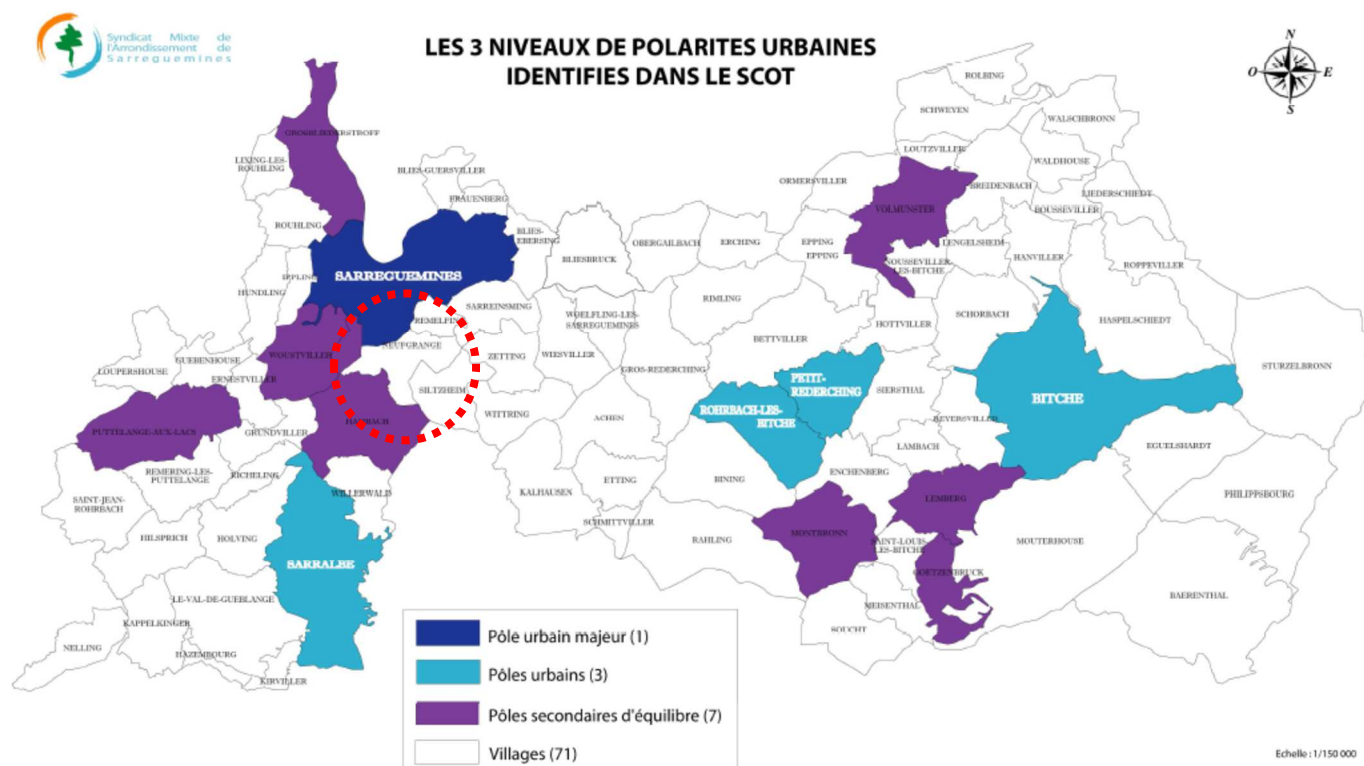 Syndicat Mixte de
l'Arrondissement de
Sarreguemines
LES 3 NIVEAUX DE POLARITES URBAINES
IDENTIFIES DANS LE SCOT
N
O
E
S
ROLBING
SCHWEYEN
WALSCHBRONN
GROSBLIEDERSTROFF
LOUTZVILLER
WALDHOUSE
LIXING-LES-
ROUHLING
BLIES-GUERSVILLER
ORMERSVILLER
BREIDENBACH
LIEDERSCHIEDT
FRAUENBERG
VOLMUNSTER
BOUSSEVILLER
ROUHLING
BLIES-
EBERSING
OBERGAILBACH
ERCHING
EPPING
EPPING
LENGELSHEIM
HANVILLER
BLIESBRUCK
NOUSSEVILLER-
LES-BITCHE
ROPPEVILLER
SARREGUEMINES
IPPLING
HUNDLING
RIMLING
SARREINSMING
REMELFING
WOELFLING-LES-
SARREGUEMINES
SCHORBACH
HASPELSCHIEDT
HOTTVILLER
BETTVILLER
NEUFGRANGE
WOUSTVILLER
ZETTING
WIESVILLER
GUEBENHOUSE
LOUPERSHOUSE
ERNESTVILLER
GROS-REDERCHING
STURZELBRONN
PETIT-
REDERCHING
SILTZHEIM
SIERSTHAL
BITCHE
ROHRBACH-LES-
BITCHE
WITTRING
ACHEN
REYERSVILLER
HAMBACH
PUTTELANGE-AUX-LACS
GRUNDVILLER
LAMBACH
EGUELSHARDT
REMERING-LES-
PUTTELANGE
RICHELING
ENCHENBERG
ETTING
BINING
WILLERWALD
KALHAUSEN
LEMBERG
PHILIPPSBOURG
SAINT-JEAN-
ROHRBACH
SCHMITTVILLER
MONTBRONN
HILSPRICH
HOLVING
RAHLING
SAINT-LOUIS-
LES-BITCHE
MOUTERHOUSE
SARRALBE
GOETZENBRUCK
BAERENTHAL
LE-VAL-DE-GUEBLANGE
MEISENTHAL
KAPPELKINGER
SOUCHT
NELLING
HAZEMBOURG
KIRVILLER
Pôle urbain majeur (1)
Pôles urbains (3)
Pôles secondaires d'équilibre (7)
Villages (71)
Echelle : 1/150 000